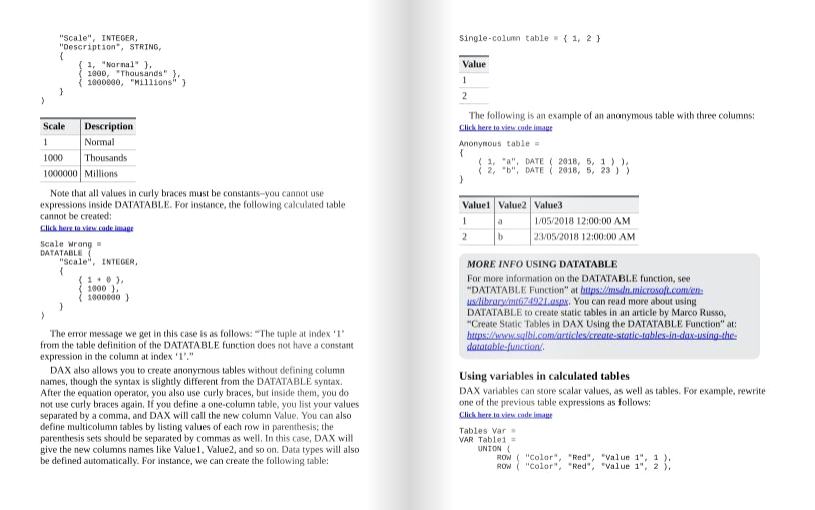 "Scale", INTEGER,
"Description", STRING,
{
{ 1, "Normal" },
{ 1000, "Thousands" },
{ 1000000, "Millions" }
}
)
Scale Description
1 Normal
1000 Thousands
1000000 Millions
Note that all values in curly braces must be constants—you cannot use
expressions inside DATATABLE. For instance, the following calculated table
cannot be created:
Click here to view code image
Scale Wrong =
DATATABLE (
"Scale", INTEGER,
{
{ 1 + 0 },
{ 1000 },
{ 1000000 }
}
)
The error message we get in this case is as follows: "The tuple at index '1'
from the table definition of the DATATABLE function does not have a constant
expression in the column at index '1'."
DAX also allows you to create anonymous tables without defining column
names, though the syntax is slightly different from the DATATABLE syntax.
After the equation operator, you also use curly braces, but inside them, you do
not use curly braces again. If you define a one-column table, you list your values
separated by a comma, and DAX will call the new column Value. You can also
define multicolumn tables by listing values of each row in parenthesis; the
parenthesis sets should be separated by commas as well. In this case, DAX will
give the new columns names like Value1, Value2, and so on. Data types will also
be defined automatically. For instance, we can create the following table:
Single-column table = { 1, 2 }
Value
1
2
The following is an example of an anonymous table with three columns:
Click here to view code image
Anonymous table =
{
( 1, "a", DATE ( 2018, 5, 1 ) ),
( 2, "b", DATE ( 2018, 5, 23 ) )
}
Value1 Value2 Value3
1 a 1/05/2018 12:00:00 AM
2 b 23/05/2018 12:00:00 AM
MORE INFO USING DATATABLE
For more information on the DATATABLE function, see
"DATATABLE Function" at https://msdn.microsoft.com/en-
us/library/mt674921.aspx. You can read more about using
DATATABLE to create static tables in an article by Marco Russo,
"Create Static Tables in DAX Using the DATATABLE Function" at:
https://www.sqlbi.com/articles/create-static-tables-in-dax-using-the-
datatable-function/.
Using variables in calculated tables
DAX variables can store scalar values, as well as tables. For example, rewrite
one of the previous table expressions as follows:
Click here to view code image
Tables Var =
VAR Table1 =
UNION (
ROW ( "Color", "Red", "Value 1", 1 ),
ROW ( "Color", "Red", "Value 1", 2 ),